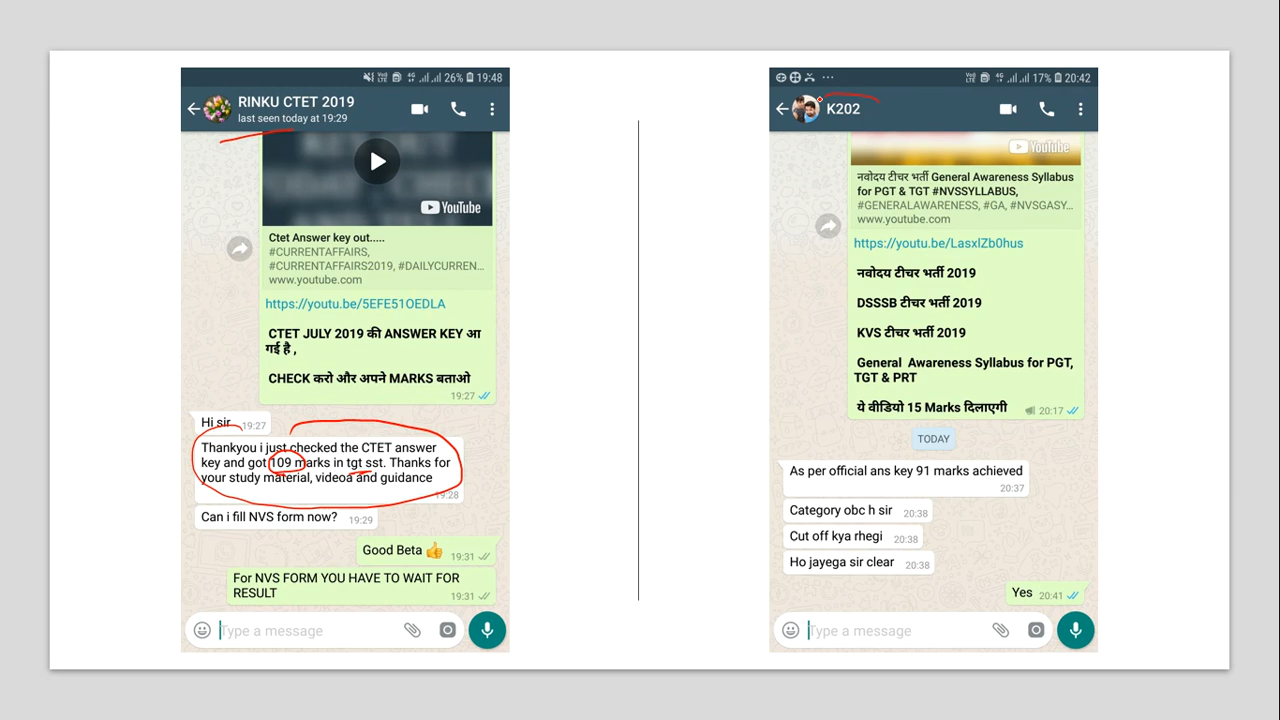 26% 19:48
RINKU CTET 2019
last seen today at 19:29
YouTube
Ctet Answer key out.....
#CURRENTAFFAIRS,
#CURRENTAFFAIRS2019, #DAILYCURREN...
www.youtube.com
https://youtu.be/5EFE51OEDLA
CTET JULY 2019 की ANSWER KEY आ
गई है ,
CHECK करो और अपने MARKS बताओ
19:27
Hi sir 19:27
Thankyou i just checked the CTET answer
key and got 109 marks in tgt sst. Thanks for
your study material, videoa and guidance
19:28
Can i fill NVS form now? 19:29
Good Beta 👍 19:31
For NVS FORM YOU HAVE TO WAIT FOR
RESULT 19:31
Type a message
17% 20:42
K202
YouTube
नवोदय टीचर भर्ती General Awareness Syllabus
for PGT & TGT #NVSSYLLABUS,
#GENERALAWARENESS, #GA, #NVSGASY...
www.youtube.com
https://youtu.be/LasxlZb0hus
नवोदय टीचर भर्ती 2019
DSSSB टीचर भर्ती 2019
KVS टीचर भर्ती 2019
General Awareness Syllabus for PGT,
TGT & PRT
ये वीडियो 15 Marks दिलाएगी 20:17
TODAY
As per official ans key 91 marks achieved
20:37
Category obc h sir 20:38
Cut off kya rhegi 20:38
Ho jayega sir clear 20:38
Yes 20:41
Type a message